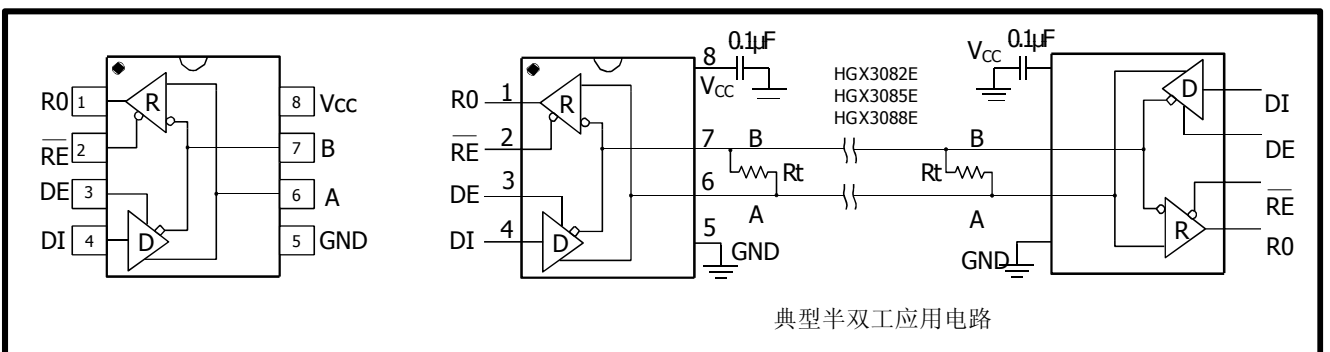 R0 1
R
8 Vcc
RE 2
7 B
DE 3
6 A
DI 4
D
5 GND
0.1µF
8
VCC
R0 1
R
RE 2
7 B
DE 3
Rt
6
A
DI 4
D
5
GND
HGX3082E
HGX3085E
HGX3088E
VCC 0.1µF
D
DI
B
DE
Rt
A
RE
R
R0
GND
典型半双工应用电路